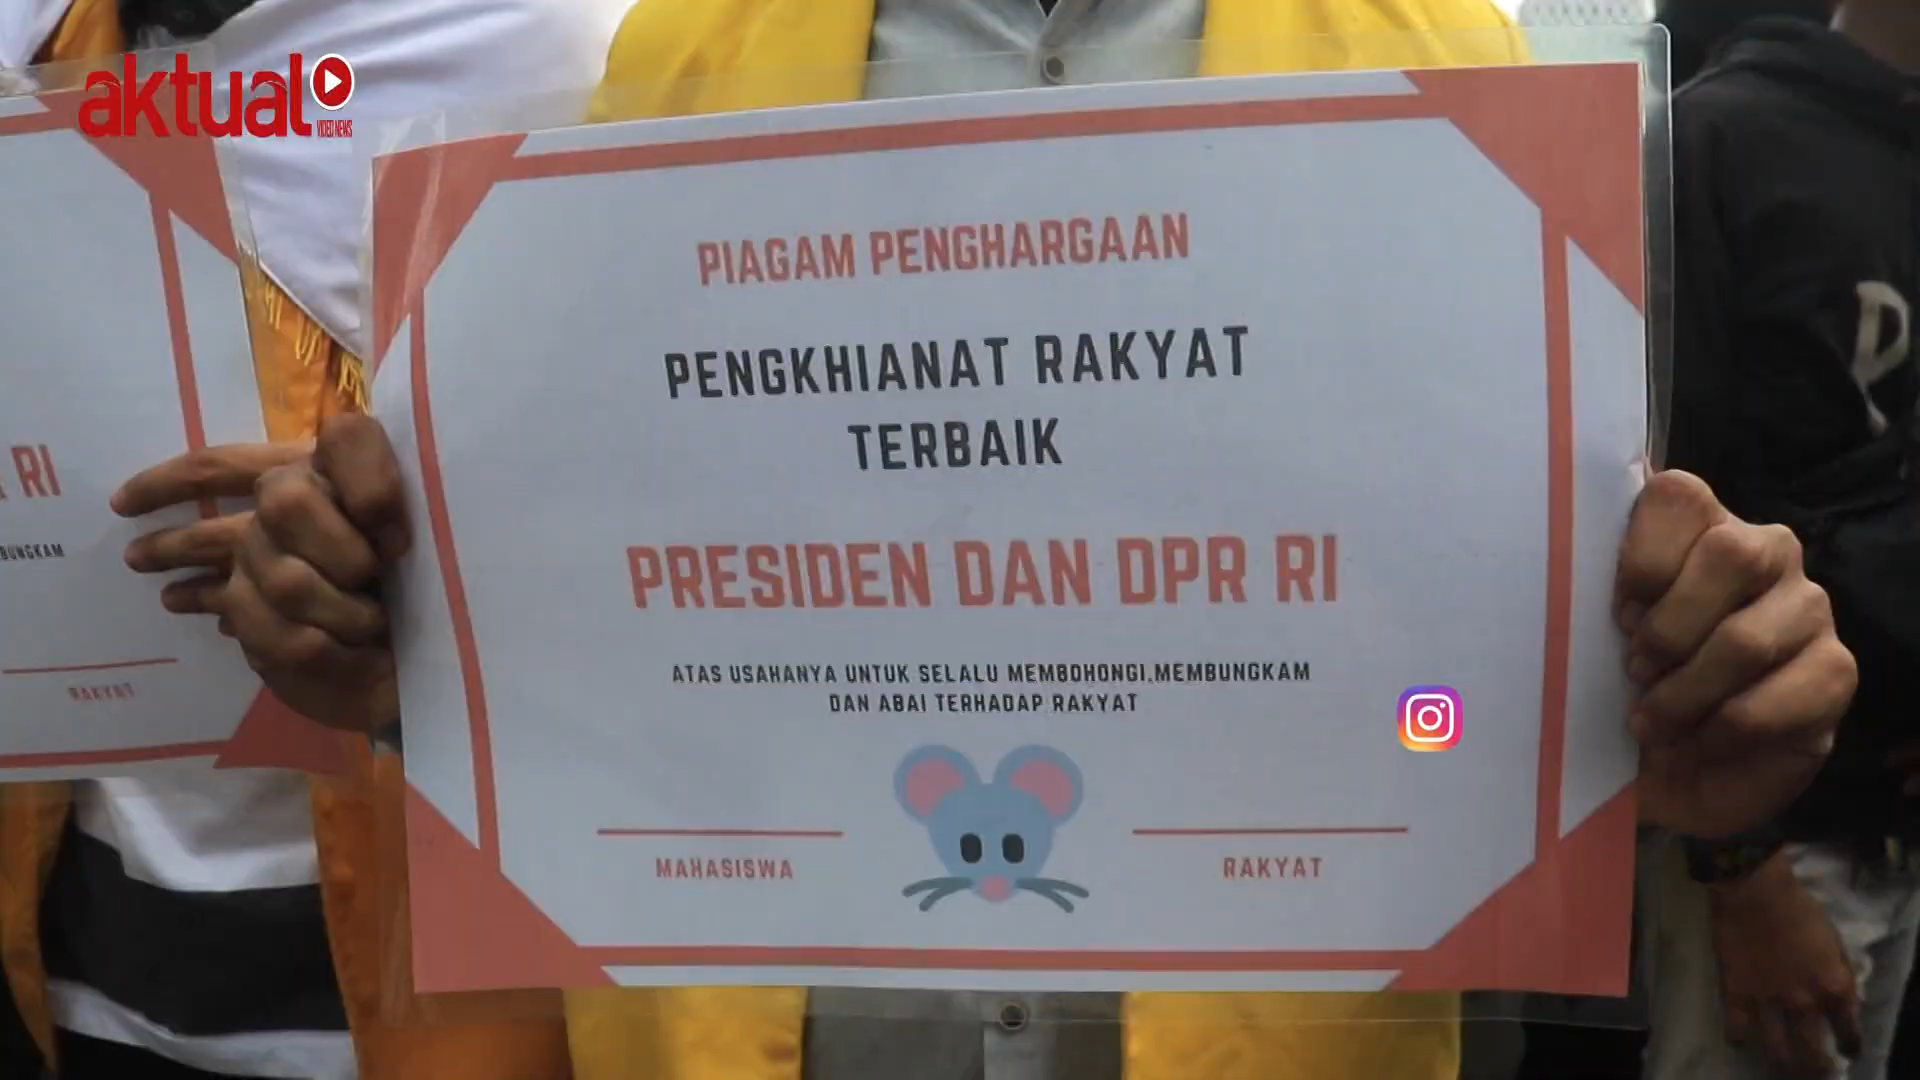 aktual
VIDEO NEWS
PIAGAM PENGHARGAAN
PENGKHIANAT RAKYAT
TERBAIK
PRESIDEN DAN DPR RI
ATAS USAHANYA UNTUK SELALU MEMBOHONGI,MEMBUNGKAM
DAN ABAI TERHADAP RAKYAT
MAHASISWA
RAKYAT
RI
BUNGKAM
RAKYAT